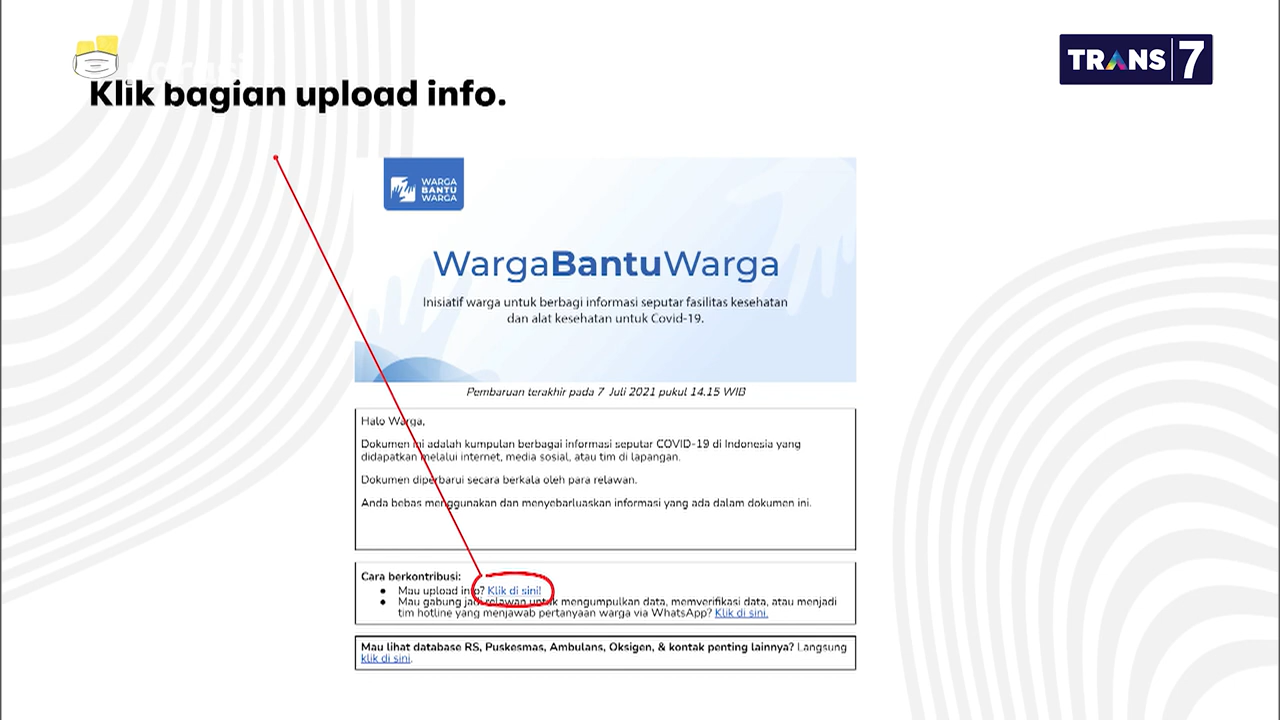 TRANS 7
Klik bagian upload info.
WARGA
BANTU
WARGA
WargaBantuWarga
Inisiatif warga untuk berbagi informasi seputar fasilitas kesehatan
dan alat kesehatan untuk Covid-19.
Pembaruan terakhir pada 7 Juli 2021 pukul 14.15 WIB
Halo Warga,
Dokumen ini adalah kumpulan berbagai informasi seputar COVID-19 di Indonesia yang
didapatkan melalui internet, media sosial, atau tim di lapangan.
Dokumen diperbarui secara berkala oleh para relawan.
Anda bebas menggunakan dan menyebarluaskan informasi yang ada dalam dokumen ini.
Cara berkontribusi:
● Mau upload info? Klik di sini!
● Mau gabung jadi relawan untuk mengumpulkan data, memverifikasi data, atau menjadi
tim hotline yang menjawab pertanyaan warga via WhatsApp? Klik di sini.
Mau lihat database RS, Puskesmas, Ambulans, Oksigen, & kontak penting lainnya? Langsung
klik di sini.